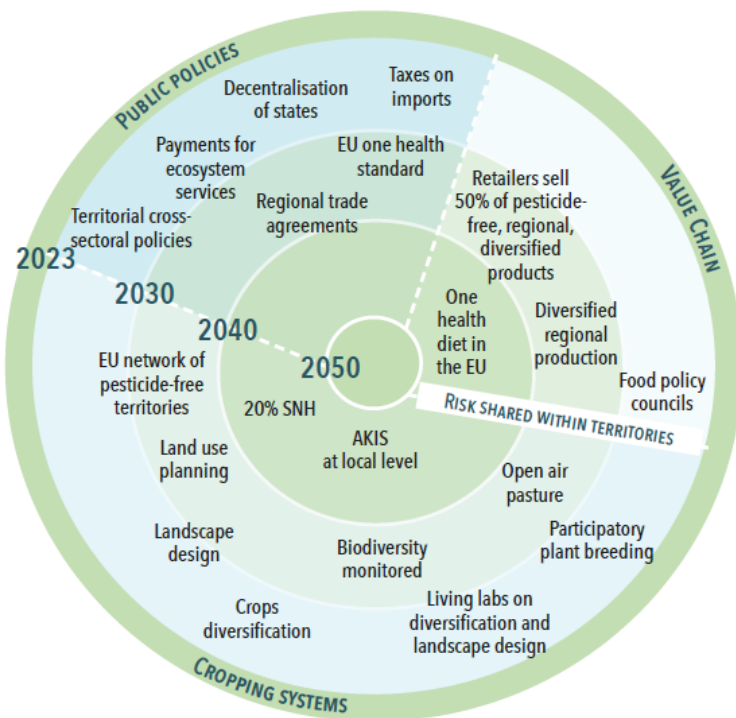 PUBLIC POLICIES
Decentralisation
of states
Taxes on
imports
Payments for
ecosystem
services
EU one health
standard
Territorial cross-
sectoral policies
Regional trade
agreements
VALUE CHAIN
Retailers sell
50% of pesticide-
free, regional,
diversified
products
One
health
diet in
the EU
Diversified
regional
production
Food policy
councils
2023
2030
2040
2050
RISK SHARED WITHIN TERRITORIES
EU network of
pesticide-free
territories
20% SNH
AKIS
at local level
Land use
planning
Open air
pasture
Landscape
design
Biodiversity
monitored
Participatory
plant breeding
Crops
diversification
Living labs on
diversification and
landscape design
CROPPING SYSTEMS